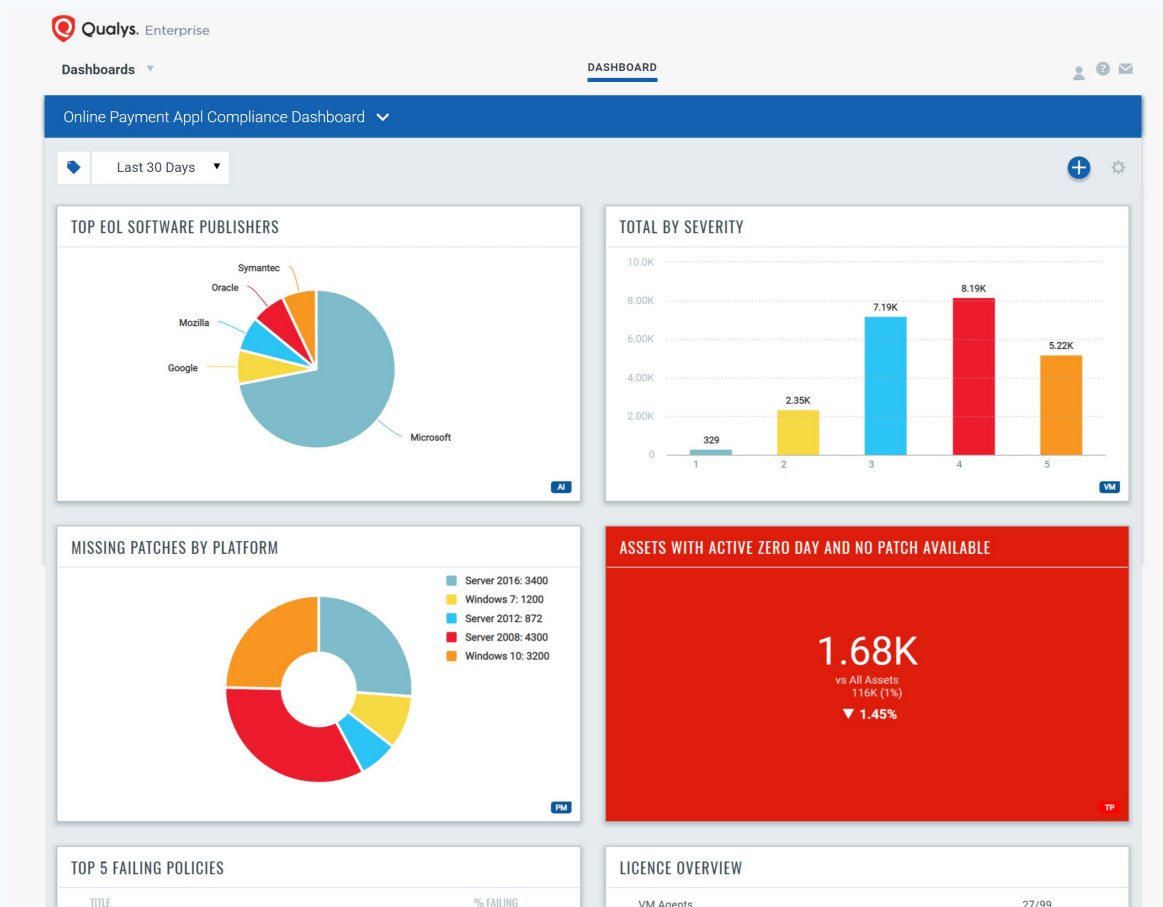 Qualys. Enterprise
Dashboards
DASHBOARD
Online Payment Appl Compliance Dashboard
Last 30 Days
TOP EOL SOFTWARE PUBLISHERS
Symantec
Oracle
Mozilla
Google
Microsoft
AI
TOTAL BY SEVERITY
10.0K
8.00K
6.00K
4.00K
2.00K
0
329
2.35K
7.19K
8.19K
5.22K
1 2 3 4 5
VM
MISSING PATCHES BY PLATFORM
Server 2016: 3400
Windows 7: 1200
Server 2012: 872
Server 2008: 4300
Windows 10: 3200
PM
ASSETS WITH ACTIVE ZERO DAY AND NO PATCH AVAILABLE
1.68K
vs All Assets
116K (1%)
▼ 1.45%
TP
TOP 5 FAILING POLICIES
TITLE % FAILING
LICENCE OVERVIEW
VM Agents 27/99